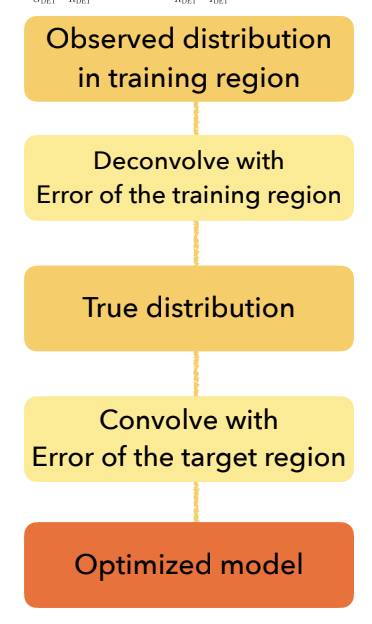 Observed distribution
in training region
Deconvolve with
Error of the training region
True distribution
Convolve with
Error of the target region
Optimized model